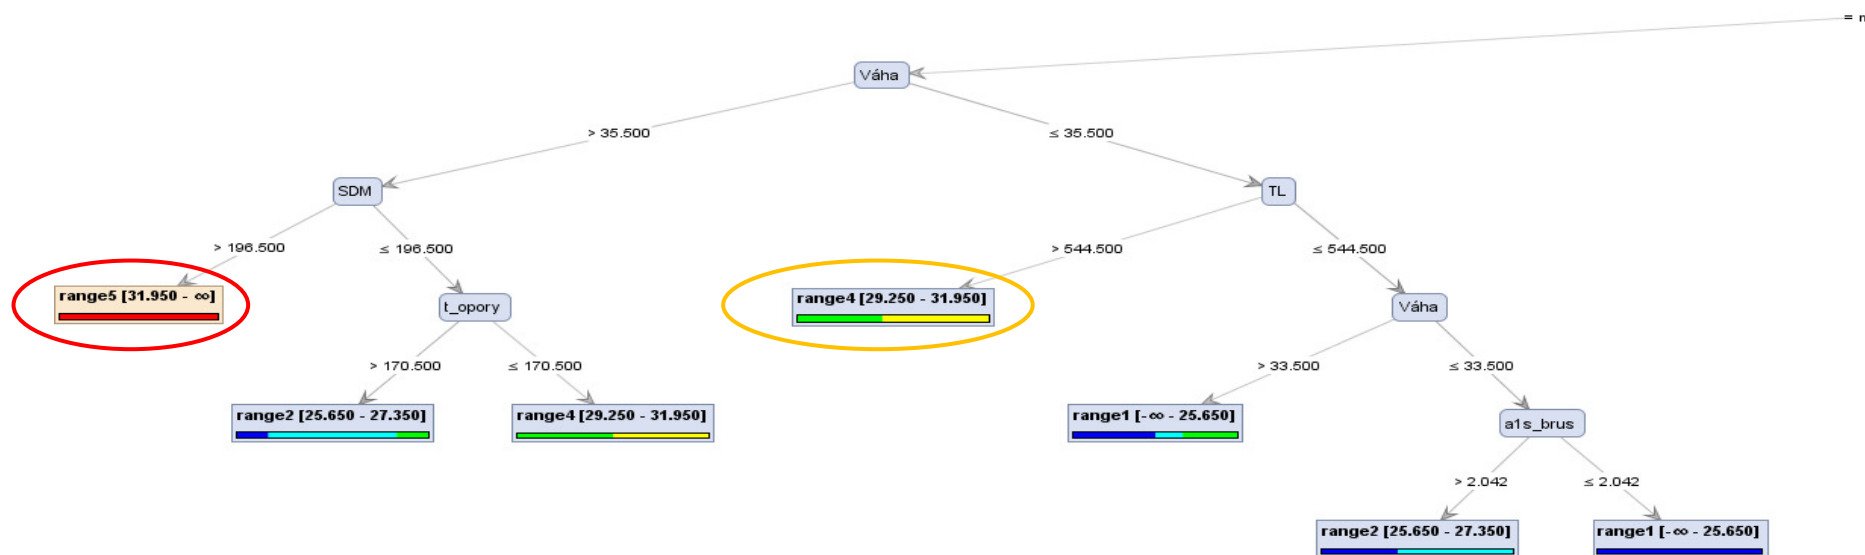 = n
Váha
> 35.500
≤ 35.500
SDM
TL
> 196.500
≤ 196.500
> 544.500
≤ 544.500
range5 [31.950 - ∞]
t_opory
range4 [29.250 - 31.950]
Váha
> 170.500
≤ 170.500
> 33.500
≤ 33.500
range2 [25.650 - 27.350]
range4 [29.250 - 31.950]
range1 [-∞ - 25.650]
a1s_brus
> 2.042
≤ 2.042
range2 [25.650 - 27.350]
range1 [-∞ - 25.650]